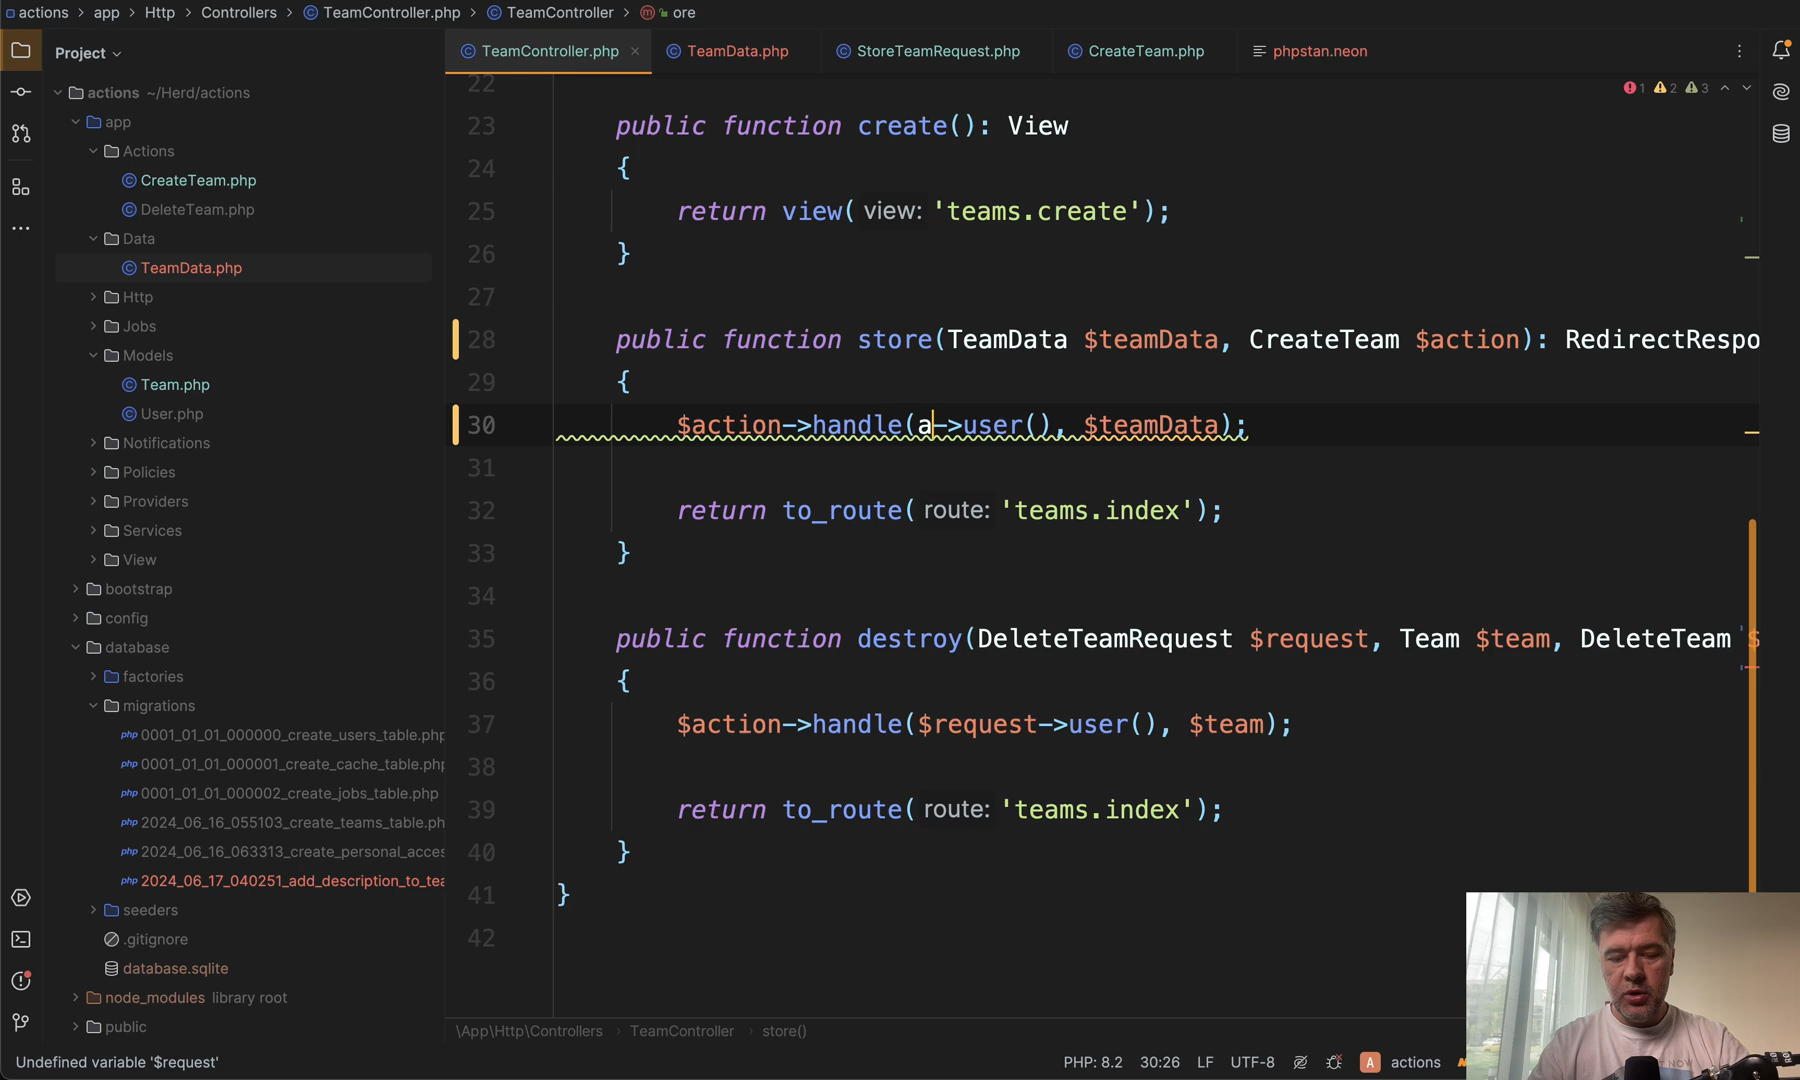 actions > app > Http > Controllers > TeamController.php > TeamController > ore
Project
TeamController.php
TeamData.php
StoreTeamRequest.php
CreateTeam.php
phpstan.neon
1 2 3
actions ~/Herd/actions
app
Actions
CreateTeam.php
DeleteTeam.php
Data
TeamData.php
Http
Jobs
Models
Team.php
User.php
Notifications
Policies
Providers
Services
View
bootstrap
config
database
factories
migrations
php 0001_01_01_000000_create_users_table.php
php 0001_01_01_000001_create_cache_table.php
php 0001_01_01_000002_create_jobs_table.php
php 2024_06_16_055103_create_teams_table.ph
php 2024_06_16_063313_create_personal_acces
php 2024_06_17_040251_add_description_to_tea
seeders
.gitignore
database.sqlite
node_modules library root
public
22
23 public function create(): View
24 {
25 return view( view: 'teams.create');
26 }
27
28 public function store(TeamData $teamData, CreateTeam $action): RedirectRespo
29 {
30 $action->handle(a->user(), $teamData);
31
32 return to_route( route: 'teams.index');
33 }
34
35 public function destroy(DeleteTeamRequest $request, Team $team, DeleteTeam $
36 {
37 $action->handle($request->user(), $team);
38
39 return to_route( route: 'teams.index');
40 }
41 }
42
\App\Http\Controllers > TeamController > store()
Undefined variable '$request'
PHP: 8.2 30:26 LF UTF-8 A actions